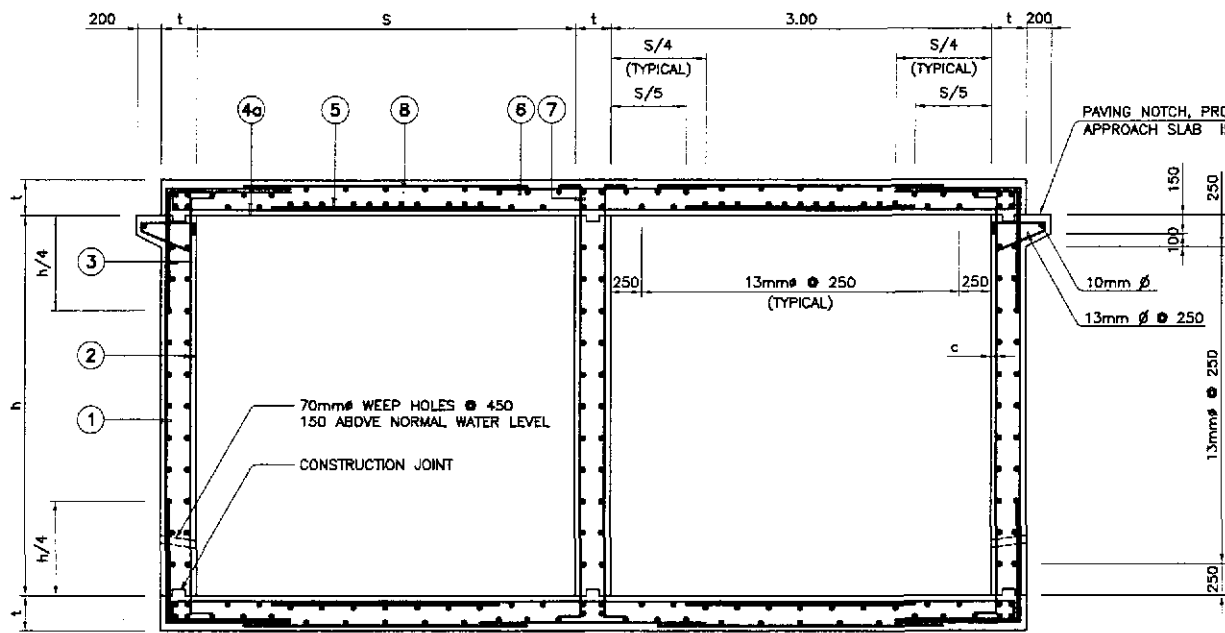 200 t S t 3.00 t 200
S/4 S/4
(TYPICAL) (TYPICAL)
S/5 S/5
4a 5 8 6 7
PAVING NOTCH, PRO
APPROACH SLAB IS
t
150 250
100
h/4
3
250 13mmø @ 250 250
(TYPICAL)
10mm Ø
13mm Ø @ 250
2
c
h
70mmø WEEP HOLES @ 450
150 ABOVE NORMAL WATER LEVEL
1
13mmø @ 250
CONSTRUCTION JOINT
h/4
250
t